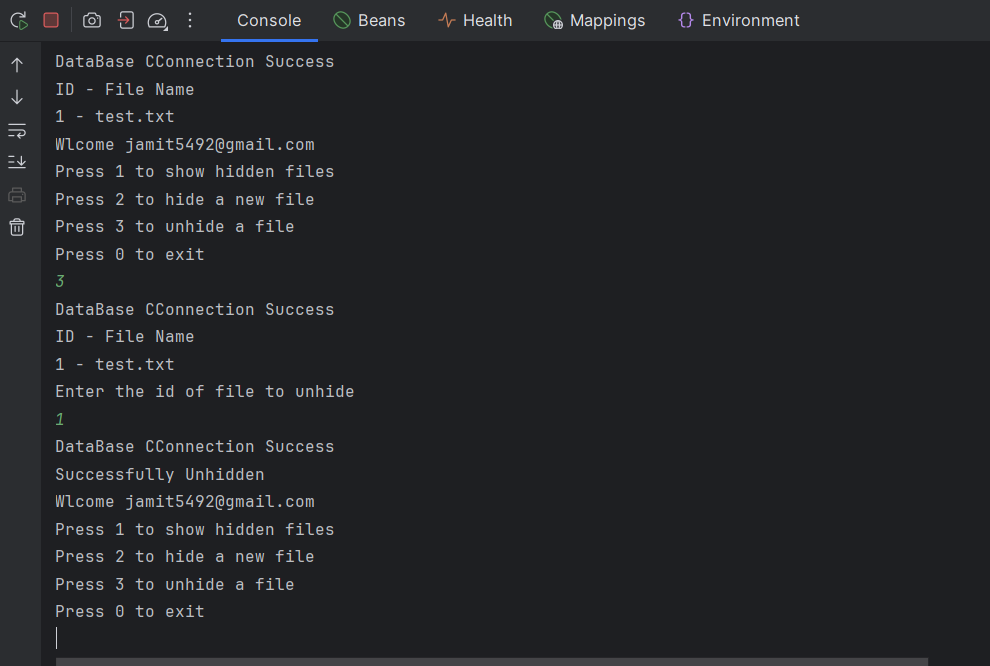 Console Beans Health Mappings Environment
DataBase CConnection Success
ID - File Name
1 - test.txt
Wlcome jamit5492@gmail.com
Press 1 to show hidden files
Press 2 to hide a new file
Press 3 to unhide a file
Press 0 to exit
3
DataBase CConnection Success
ID - File Name
1 - test.txt
Enter the id of file to unhide
1
DataBase CConnection Success
Successfully Unhidden
Wlcome jamit5492@gmail.com
Press 1 to show hidden files
Press 2 to hide a new file
Press 3 to unhide a file
Press 0 to exit